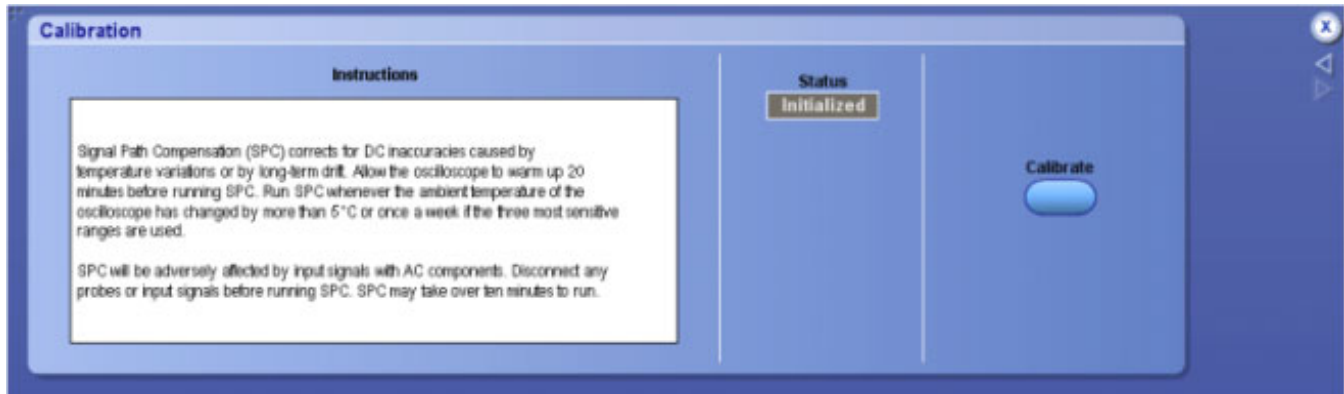 Calibration
Instructions
Signal Path Compensation (SPC) corrects for DC inaccuracies caused by
temperature variations or by long-term drift. Allow the oscilloscope to warm up 20
minutes before running SPC. Run SPC whenever the ambient temperature of the
oscilloscope has changed by more than 5°C or once a week if the three most sensitive
ranges are used.
SPC will be adversely affected by input signals with AC components. Disconnect any
probes or input signals before running SPC. SPC may take over ten minutes to run.
Status
Initialized
Calibrate
X